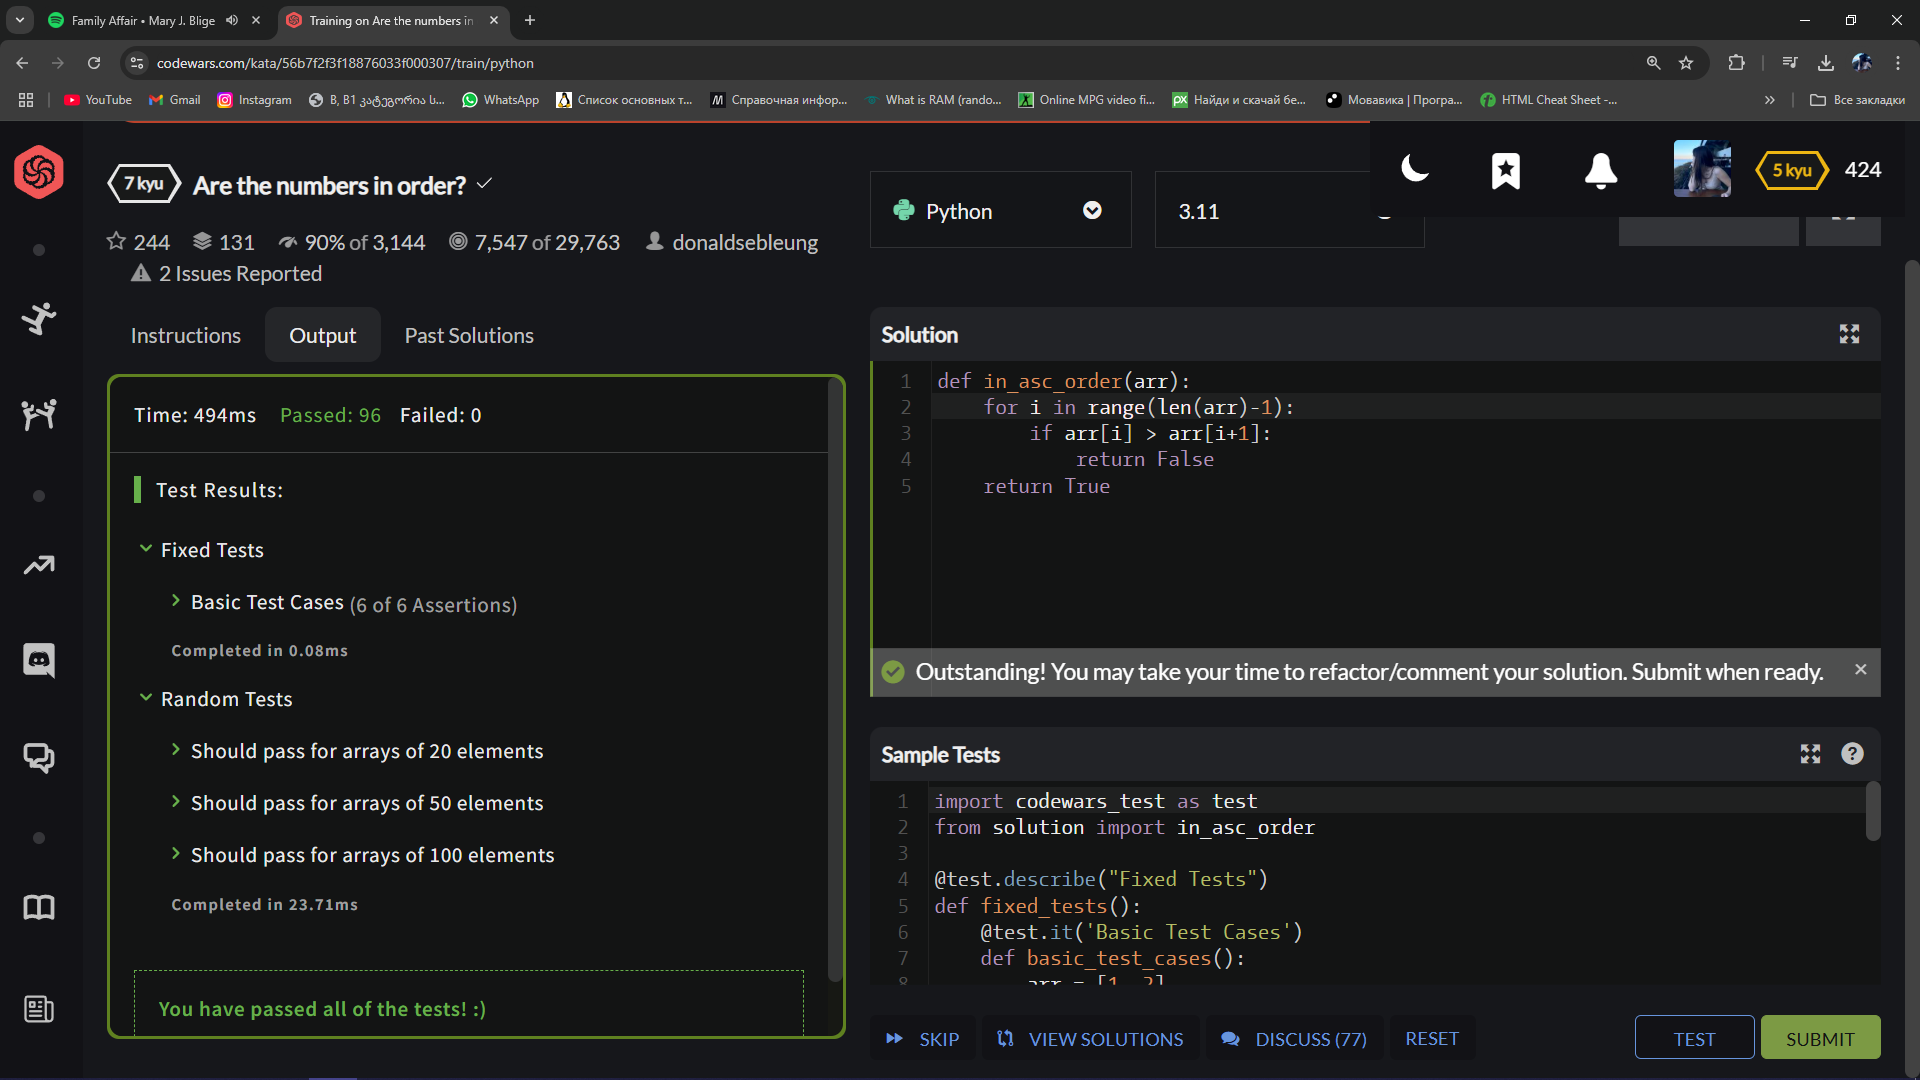 Family Affair • Mary J. Blige
Training on Are the numbers in
codewars.com/kata/56b7f2f3f18876033f000307/train/python
YouTube
Gmail
Instagram
B, B1 კატეგორია ს...
WhatsApp
Список основных т...
Справочная инфор...
What is RAM (rando...
Online MPG video fi...
Найди и скачай бе...
Мовавика | Програ...
HTML Cheat Sheet -...
Все закладки
7 kyu
Are the numbers in order?
244
131
90% of 3,144
7,547 of 29,763
donaldsebleung
2 Issues Reported
Python
3.11
5 kyu
424
Instructions
Output
Past Solutions
Time: 494ms Passed: 96 Failed: 0
Test Results:
Fixed Tests
Basic Test Cases (6 of 6 Assertions)
Completed in 0.08ms
Random Tests
Should pass for arrays of 20 elements
Should pass for arrays of 50 elements
Should pass for arrays of 100 elements
Completed in 23.71ms
You have passed all of the tests! :)
Solution
1 def in_asc_order(arr):
2 for i in range(len(arr)-1):
3 if arr[i] > arr[i+1]:
4 return False
5 return True
Outstanding! You may take your time to refactor/comment your solution. Submit when ready.
Sample Tests
1 import codewars_test as test
2 from solution import in_asc_order
3
4 @test.describe("Fixed Tests")
5 def fixed_tests():
6 @test.it('Basic Test Cases')
7 def basic_test_cases():
8 arr = [1, 2]
SKIP
VIEW SOLUTIONS
DISCUSS (77)
RESET
TEST
SUBMIT